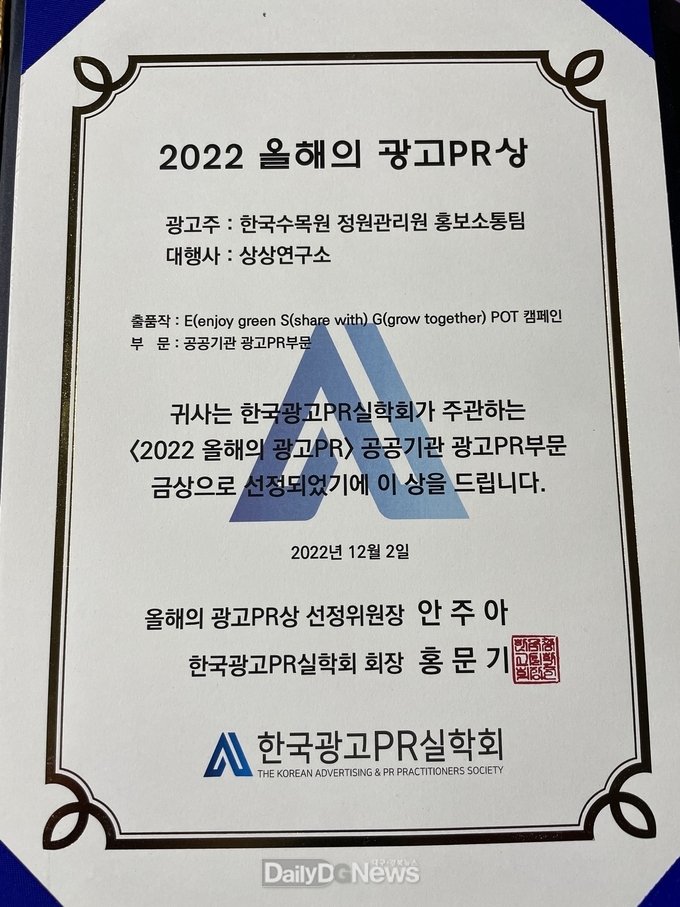 2022 올해의 광고PR상
광고주 : 한국수목원 정원관리원 홍보소통팀
대행사 : 상상연구소
출품작 : E(enjoy green S(share with) G(grow together) POT 캠페인
부 문 : 공공기관 광고PR부문
귀사는 한국광고PR실학회가 주관하는
〈2022 올해의 광고PR〉 공공기관 광고PR부문
금상으로 선정되었기에 이 상을 드립니다.
2022년 12월 2일
올해의 광고PR상 선정위원장 안 주 아
한국광고PR실학회 회장 홍 문 기
한국광고PR실학회
THE KOREAN ADVERTISING & PR PRACTITIONERS SOCIETY
대구·경북뉴스
DailyDGNews